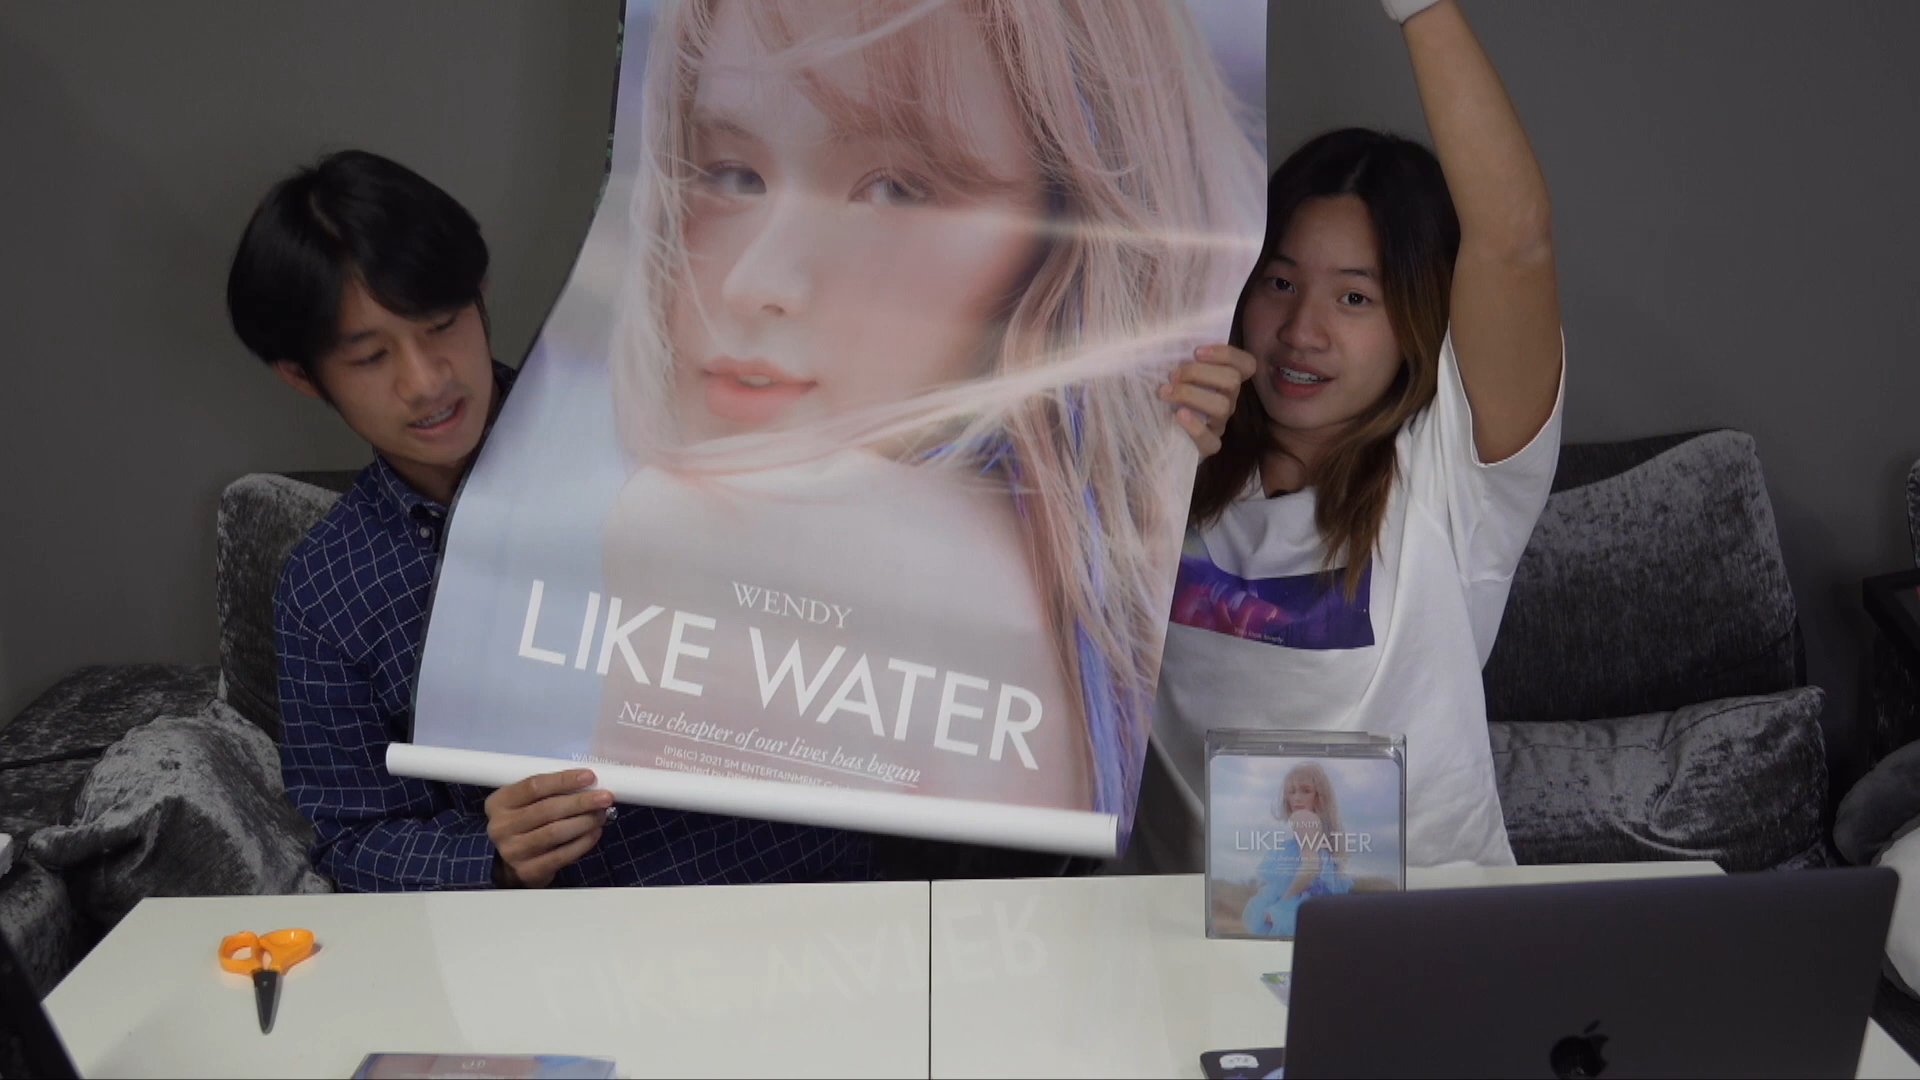 WENDY
LIKE WATER
New chapter of our lives has begun
(P)&(C) 2021 SM ENTERTAINMENT
Distributed by
WENDY
LIKE WATER